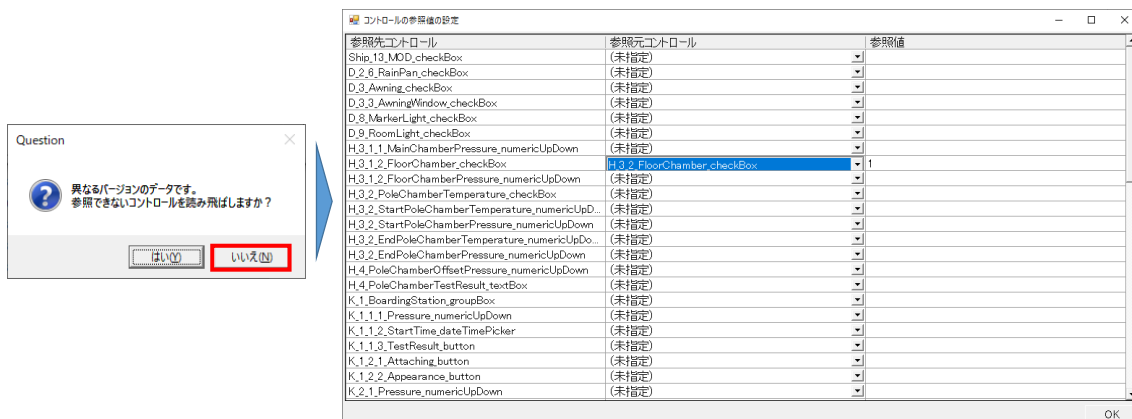 Question
異なるバージョンのデータです。
参照できないコントロールを読み飛ばしますか？
はい(Y) いいえ(N)
コントロールの参照値の設定
参照先コントロール 参照元コントロール 参照値
Ship_13_MOD_checkBox (未指定)
D_2_6_RainPan_checkBox (未指定)
D_3_Awning_checkBox (未指定)
D_3_3_AwningWindow_checkBox (未指定)
D_8_MarkerLight_checkBox (未指定)
D_9_RoomLight_checkBox (未指定)
H_3_1_1_MainChamberPressure_numericUpDown (未指定)
H_3_1_2_FloorChamber_checkBox H_3_2_FloorChamber_checkBox 1
H_3_1_2_FloorChamberPressure_numericUpDown (未指定)
H_3_2_PoleChamberTemperature_checkBox (未指定)
H_3_2_StartPoleChamberTemperature_numericUpD... (未指定)
H_3_2_StartPoleChamberPressure_numericUpDown (未指定)
H_3_2_EndPoleChamberTemperature_numericUpDo... (未指定)
H_3_2_EndPoleChamberPressure_numericUpDown (未指定)
H_4_PoleChamberOffsetPressure_numericUpDown (未指定)
H_4_PoleChamberTestResult_textBox (未指定)
K_1_BoardingStation_groupBox (未指定)
K_1_1_1_Pressure_numericUpDown (未指定)
K_1_1_2_StartTime_dateTimePicker (未指定)
K_1_1_3_TestResult_button (未指定)
K_1_2_1_Attaching_button (未指定)
K_1_2_2_Appearance_button (未指定)
K_2_1_Pressure_numericUpDown (未指定)
OK